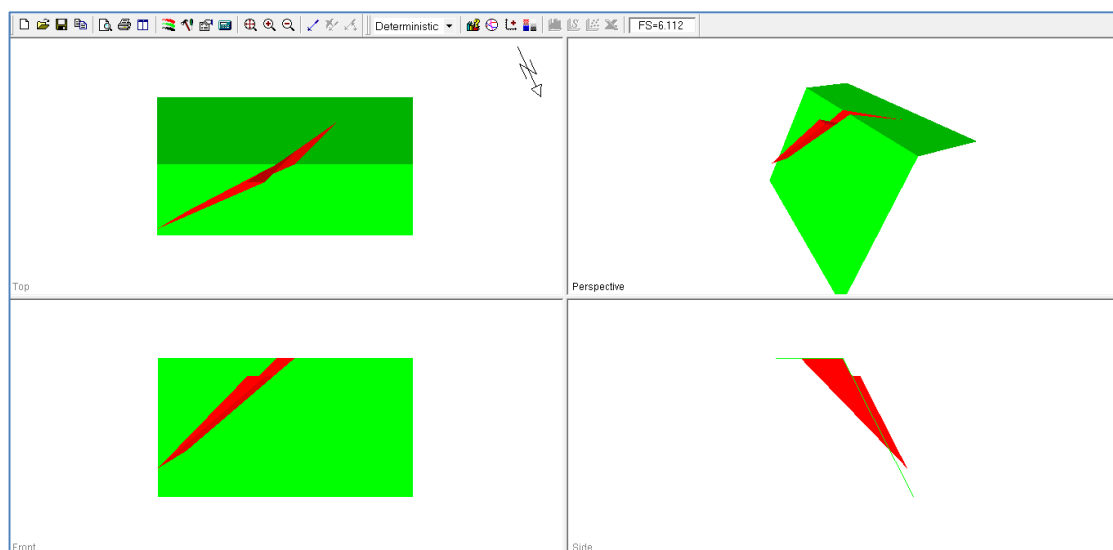 Deterministic FS=6.112
Top
Perspective
Front
Side